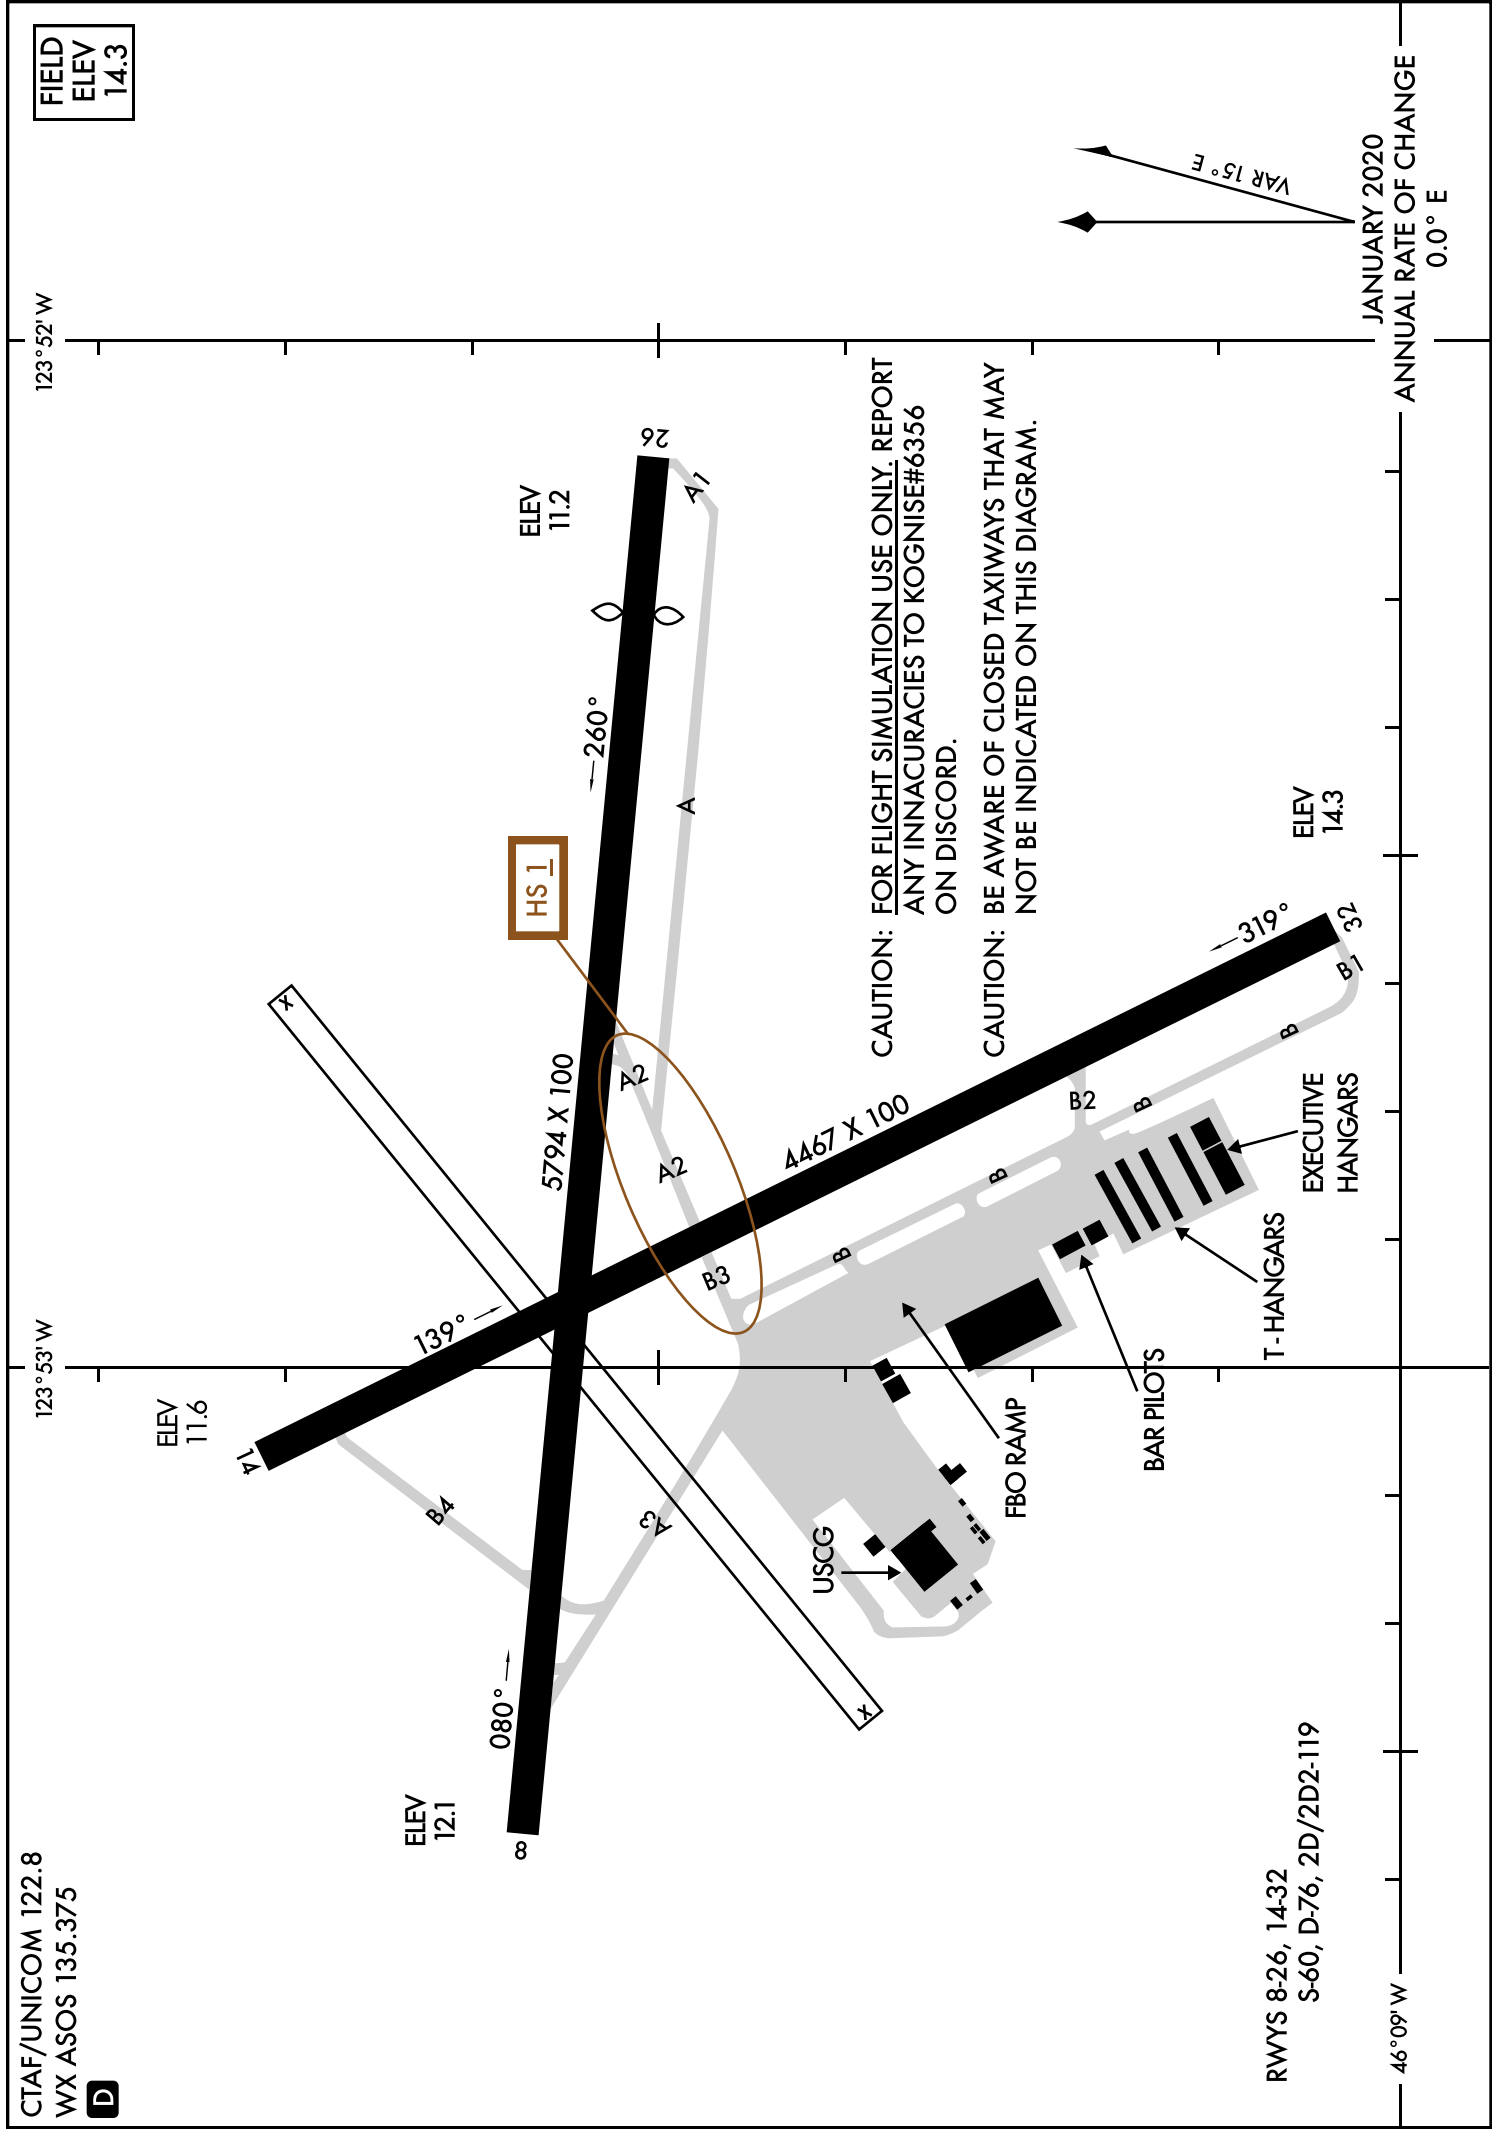 CTAF/UNICOM 122.8
WX ASOS 135.375
D
FIELD
ELEV
14.3
123°53' W
123°52' W
ELEV
11.6
14
139°
B4
X
ELEV
12.1
8
080°
5794 X 100
HS 1
260°
ELEV
11.2
26
A1
A
A2
A2
A3
B3
X
4467 X 100
B
B
B2
B
B
B1
319°
32
ELEV
14.3
USCG
FBO RAMP
BAR PILOTS
T - HANGARS
EXECUTIVE
HANGARS
CAUTION: FOR FLIGHT SIMULATION USE ONLY. REPORT
ANY INNACURACIES TO KOGNISE#6356
ON DISCORD.
CAUTION: BE AWARE OF CLOSED TAXIWAYS THAT MAY
NOT BE INDICATED ON THIS DIAGRAM.
VAR 15° E
JANUARY 2020
ANNUAL RATE OF CHANGE
0.0° E
RWYS 8-26, 14-32
S-60, D-76, 2D/2D2-119
46°09' W